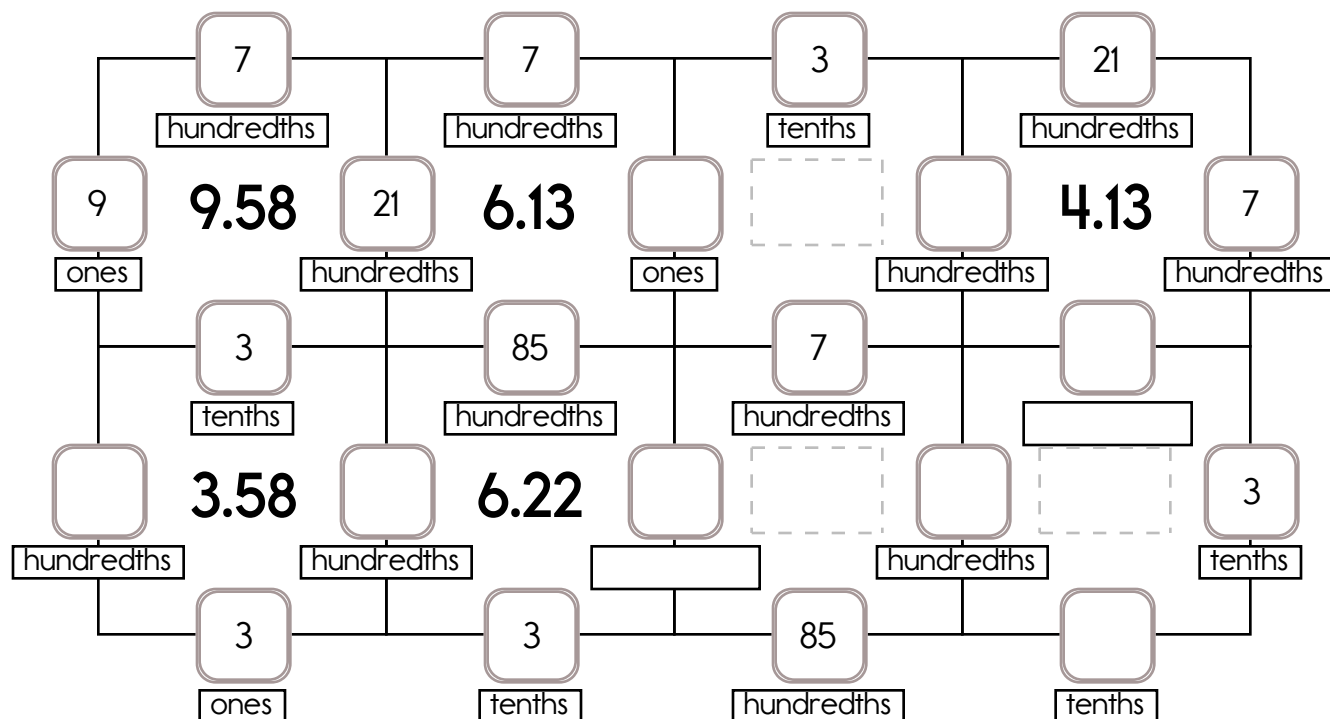 7 7 3 21
hundredths hundredths tenths hundredths
9 9.58 21 6.13 4.13 7
ones hundredths ones hundredths hundredths
3 85 7
tenths hundredths hundredths
3.58 6.22 3
hundredths hundredths hundredths tenths
3 3 85
ones tenths hundredths tenths